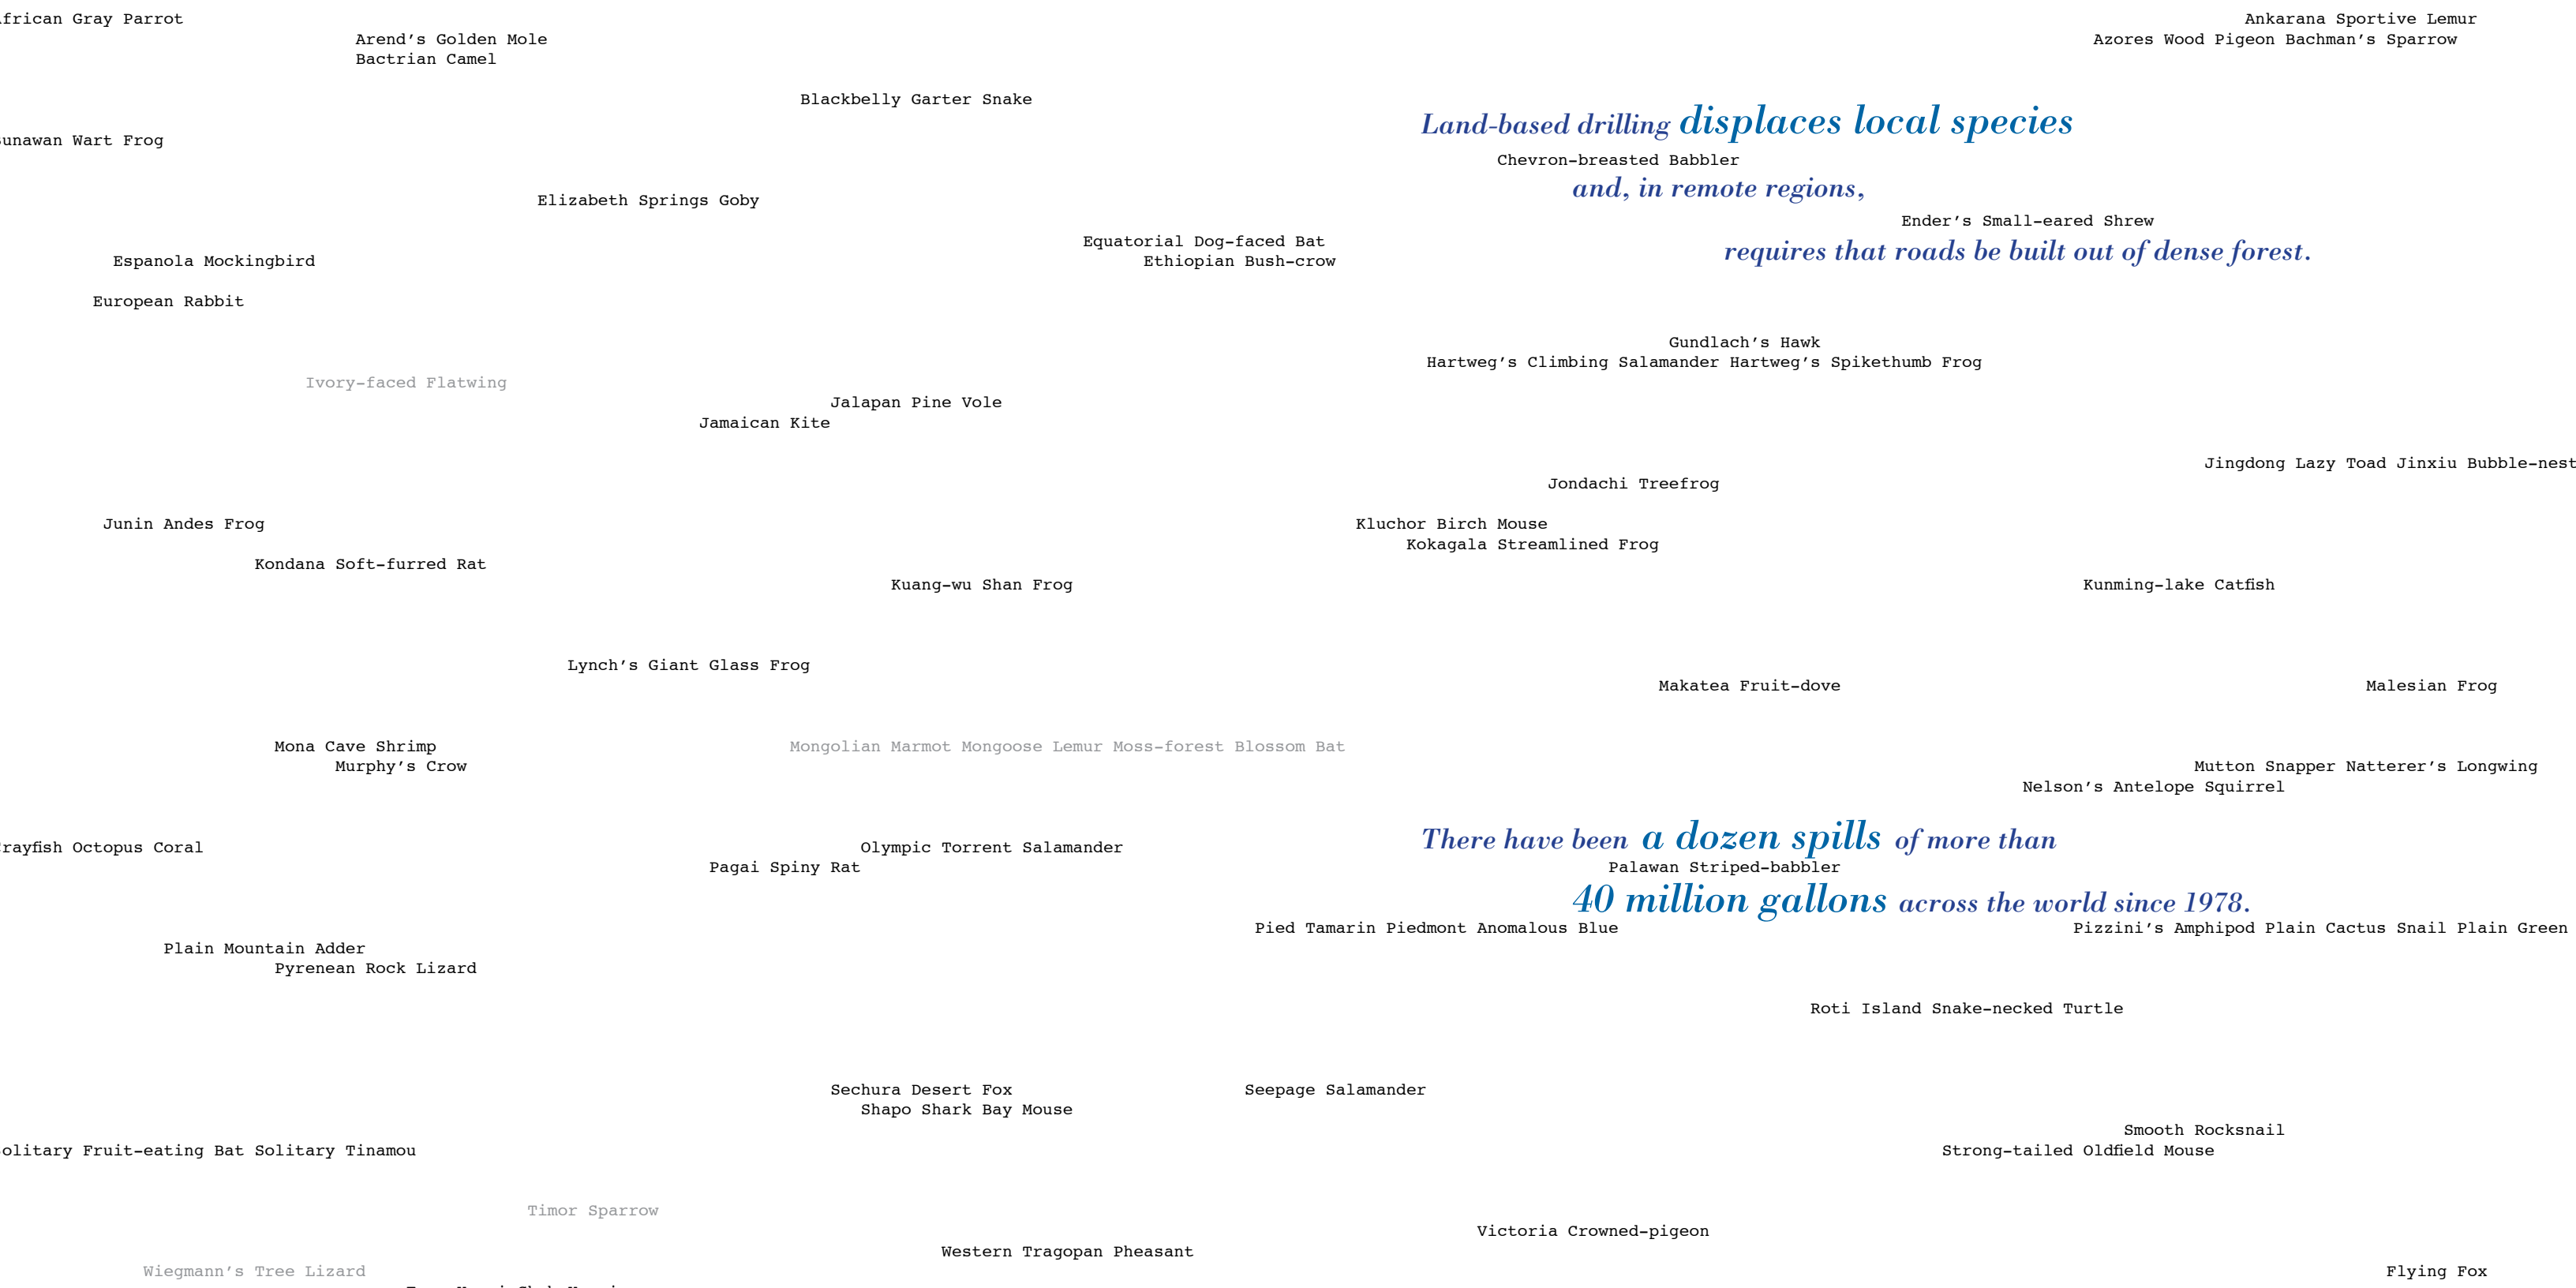 African Gray Parrot Ankarana Sportive Lemur
Arend's Golden Mole Azores Wood Pigeon Bachman's Sparrow
Bactrian Camel
Blackbelly Garter Snake
Land-based drilling displaces local species
unawan Wart Frog
Chevron-breasted Babbler
and, in remote regions,
Elizabeth Springs Goby
Ender's Small-eared Shrew
Equatorial Dog-faced Bat
requires that roads be built out of dense forest.
Espanola Mockingbird Ethiopian Bush-crow
European Rabbit
Gundlach's Hawk
Hartweg's Climbing Salamander Hartweg's Spikethumb Frog
Ivory-faced Flatwing
Jalapan Pine Vole
Jamaican Kite
Jingdong Lazy Toad Jinxiu Bubble-nest
Jondachi Treefrog
Junin Andes Frog Kluchor Birch Mouse
Kokagala Streamlined Frog
Kondana Soft-furred Rat
Kuang-wu Shan Frog Kunming-lake Catfish
Lynch's Giant Glass Frog
Makatea Fruit-dove Malesian Frog
Mona Cave Shrimp Mongolian Marmot Mongoose Lemur Moss-forest Blossom Bat
Murphy's Crow Mutton Snapper Natterer's Longwing
Nelson's Antelope Squirrel
There have been a dozen spills of more than
rayfish Octopus Coral Olympic Torrent Salamander
Pagai Spiny Rat Palawan Striped-babbler
40 million gallons across the world since 1978.
Pied Tamarin Piedmont Anomalous Blue Pizzini's Amphipod Plain Cactus Snail Plain Green
Plain Mountain Adder
Pyrenean Rock Lizard
Roti Island Snake-necked Turtle
Sechura Desert Fox Seepage Salamander
Shapo Shark Bay Mouse
Smooth Rocksnail
olitary Fruit-eating Bat Solitary Tinamou Strong-tailed Oldfield Mouse
Timor Sparrow
Victoria Crowned-pigeon
Western Tragopan Pheasant
Wiegmann's Tree Lizard Flying Fox